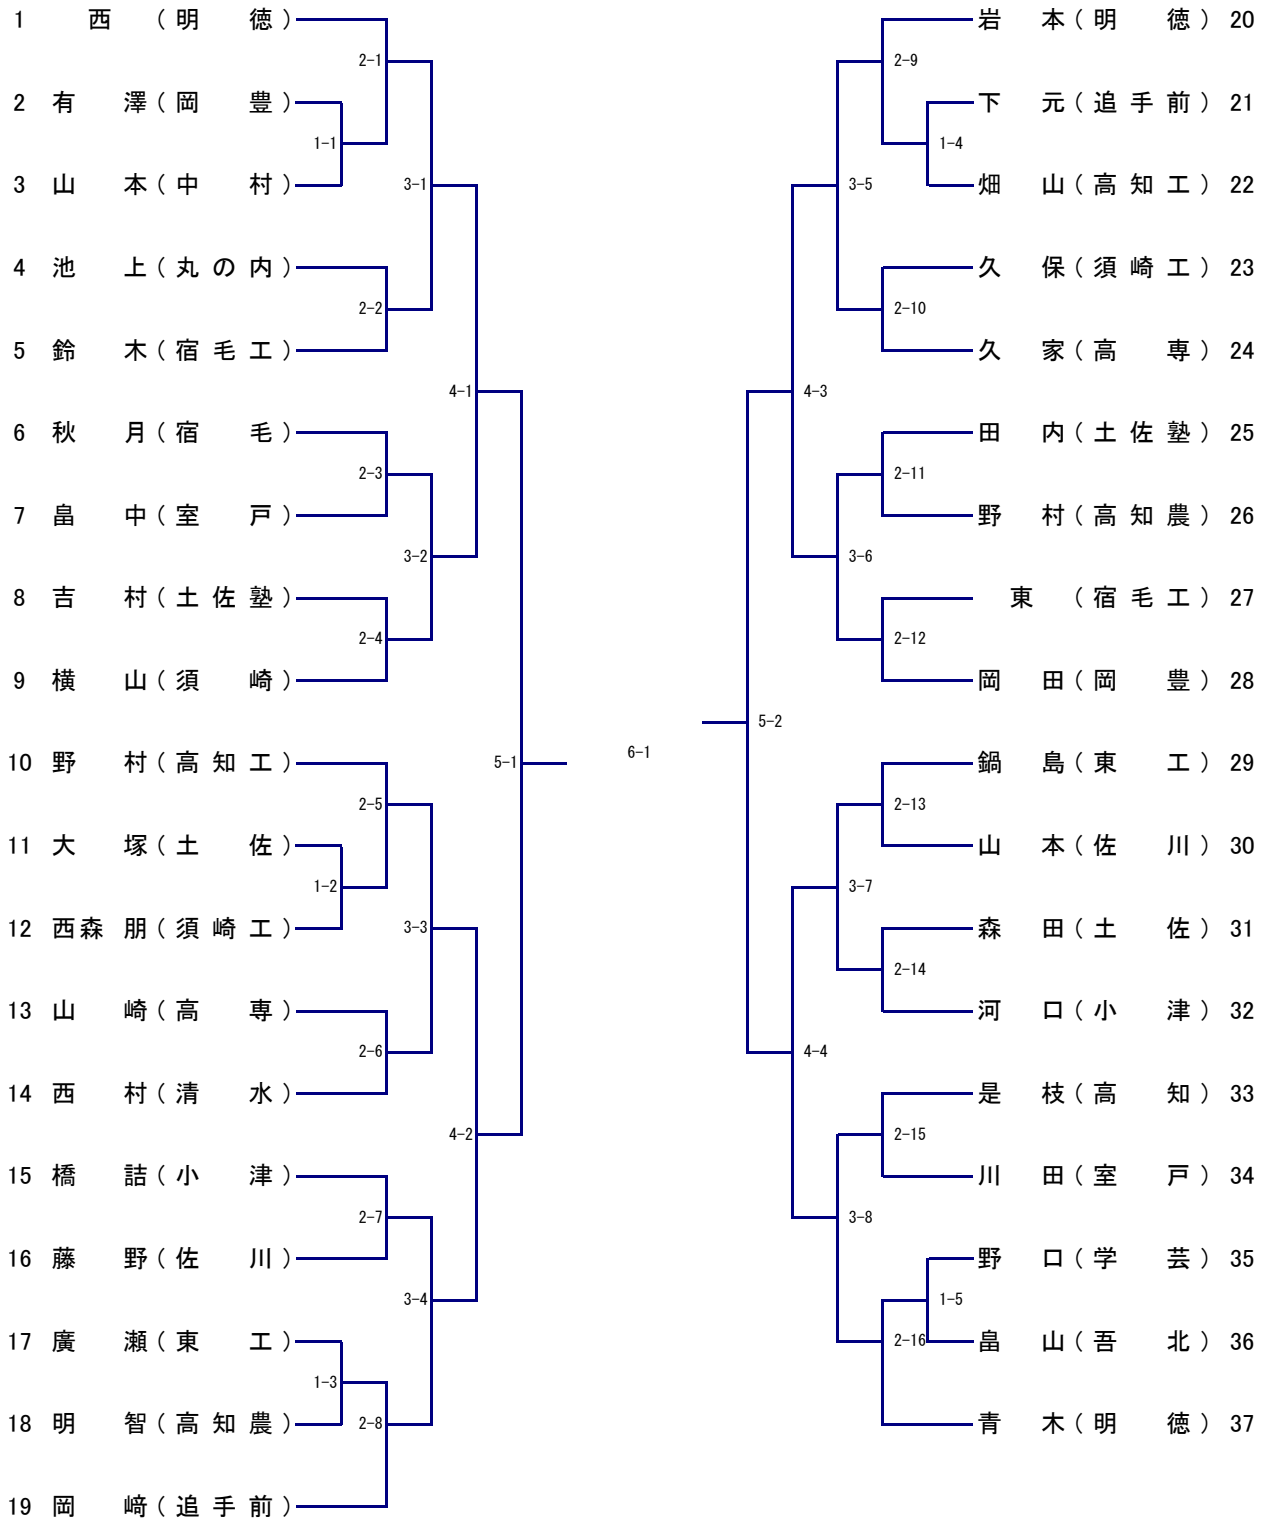 1 西 (明 徳)
2-1
2 有 澤(岡 豊)
1-1
3 山 本(中 村)
3-1
4 池 上(丸の内)
2-2
5 鈴 木(宿毛工)
4-1
6 秋 月(宿 毛)
2-3
7 畠 中(室 戸)
3-2
8 吉 村(土佐塾)
2-4
9 横 山(須 崎)
10 野 村(高知工)
5-1
2-5
11 大 塚(土 佐)
1-2
12 西森 朋(須崎工)
3-3
13 山 崎(高 専)
2-6
14 西 村(清 水)
4-2
15 橋 詰(小 津)
2-7
16 藤 野(佐 川)
3-4
17 廣 瀬(東 工)
1-3
18 明 智(高知農)
2-8
19 岡 﨑(追手前)
6-1
岩 本(明 徳) 20
2-9
下 元(追手前) 21
1-4
畑 山(高知工) 22
3-5
久 保(須崎工) 23
2-10
久 家(高 専) 24
4-3
田 内(土佐塾) 25
2-11
野 村(高知農) 26
3-6
東 (宿毛工) 27
2-12
岡 田(岡 豊) 28
5-2
鍋 島(東 工) 29
2-13
山 本(佐 川) 30
3-7
森 田(土 佐) 31
2-14
河 口(小 津) 32
4-4
是 枝(高 知) 33
2-15
川 田(室 戸) 34
3-8
野 口(学 芸) 35
1-5
2-16
畠 山(吾 北) 36
青 木(明 徳) 37